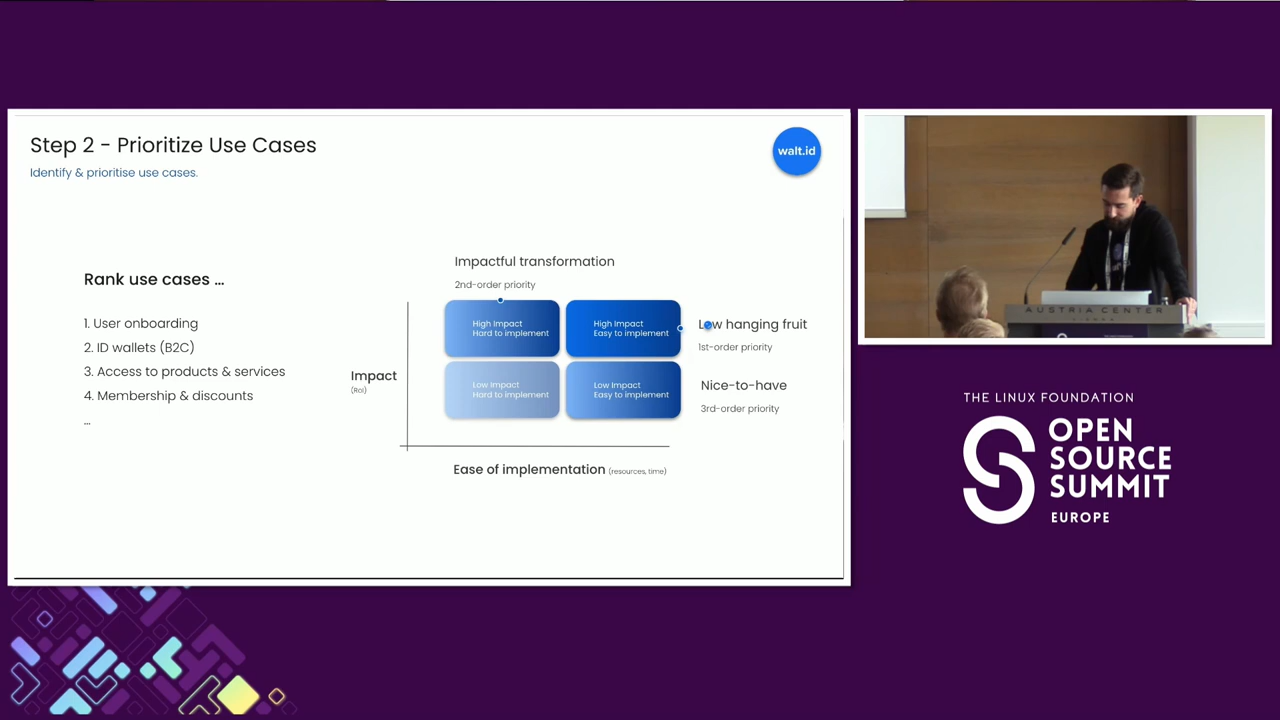 Step 2 - Prioritize Use Cases
Identify & prioritise use cases.
walt.id
Rank use cases ...
1. User onboarding
2. ID wallets (B2C)
3. Access to products & services
4. Membership & discounts
...
Impactful transformation
2nd-order priority
High Impact
Hard to implement
High Impact
Easy to implement
Low hanging fruit
1st-order priority
Impact
(RoI)
Low Impact
Hard to implement
Low Impact
Easy to implement
Nice-to-have
3rd-order priority
Ease of implementation (resources, time)
AUSTRIA CENTER
THE LINUX FOUNDATION
OPEN
SOURCE
SUMMIT
EUROPE